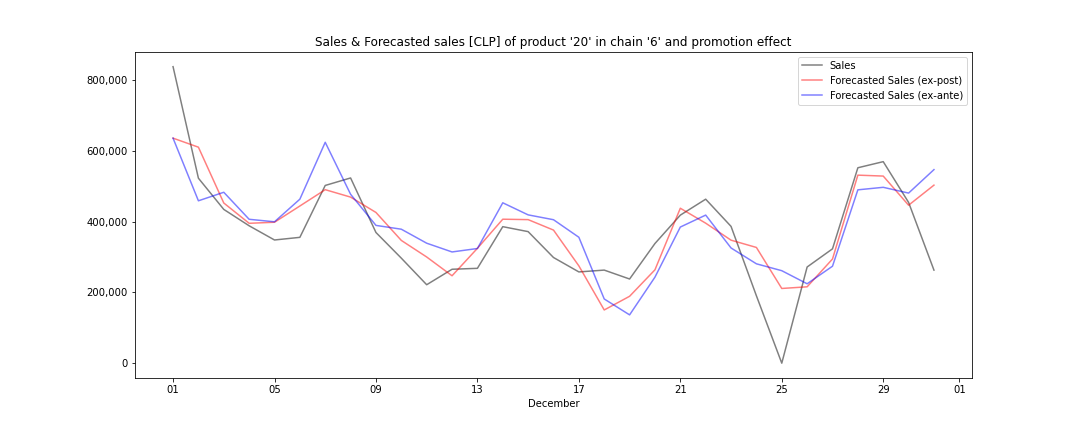 Sales & Forecasted sales [CLP] of product '20' in chain '6' and promotion effect
Sales
Forecasted Sales (ex-post)
Forecasted Sales (ex-ante)
800,000
600,000
400,000
200,000
0
01 05 09 13 17 21 25 29 01
December